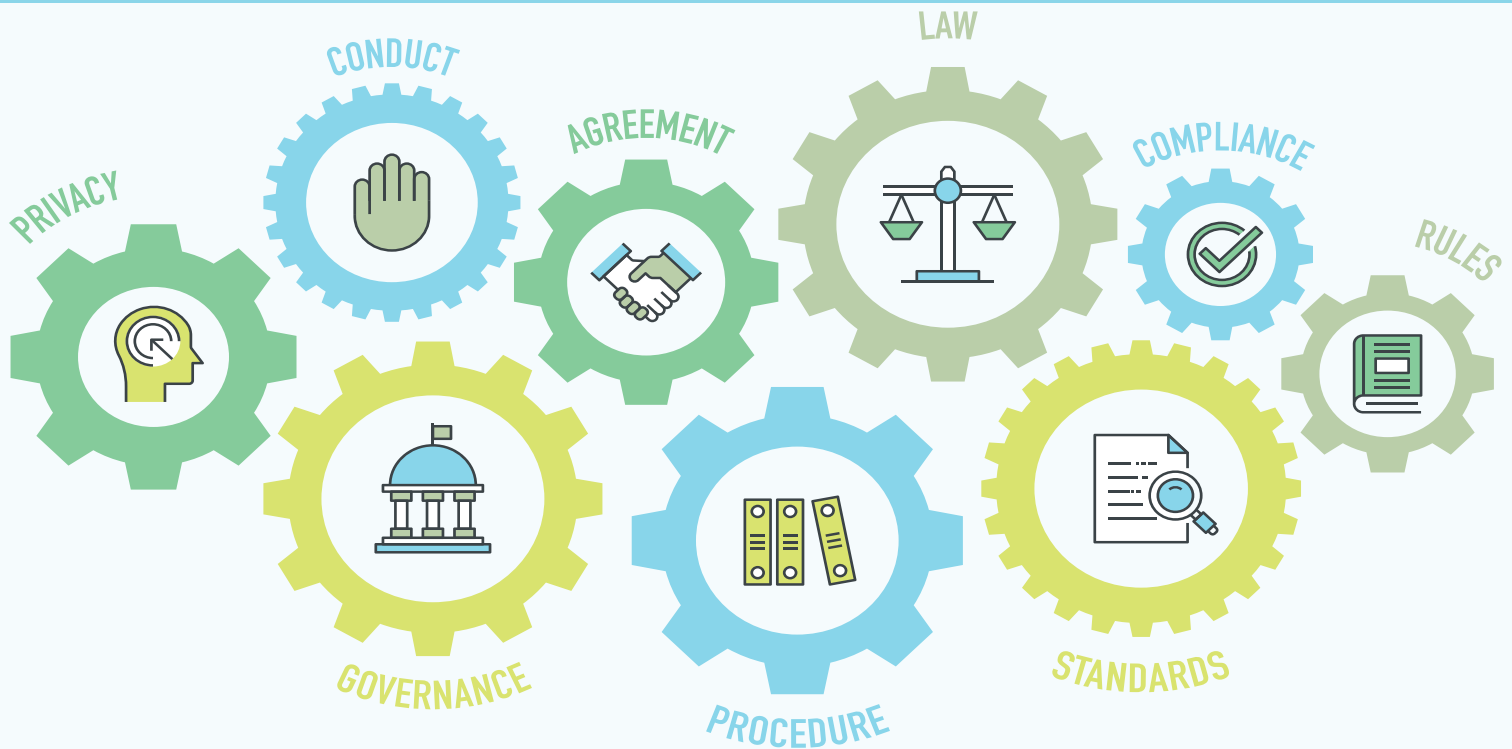 PRIVACY
CONDUCT
AGREEMENT
LAW
COMPLIANCE
RULES
GOVERNANCE
PROCEDURE
STANDARDS